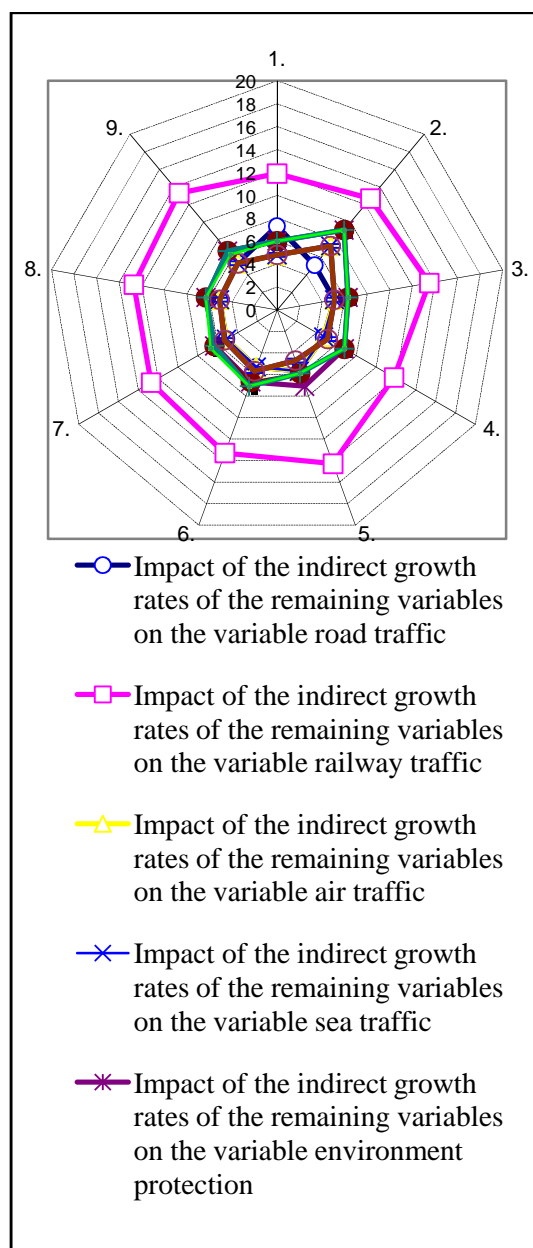 1.
20
18
16
14
12
10
8
6
4
2
0
2.
3.
4.
5.
6.
7.
8.
9.
Impact of the indirect growth
rates of the remaining variables
on the variable road traffic
Impact of the indirect growth
rates of the remaining variables
on the variable railway traffic
Impact of the indirect growth
rates of the remaining variables
on the variable air traffic
Impact of the indirect growth
rates of the remaining variables
on the variable sea traffic
Impact of the indirect growth
rates of the remaining variables
on the variable environment
protection